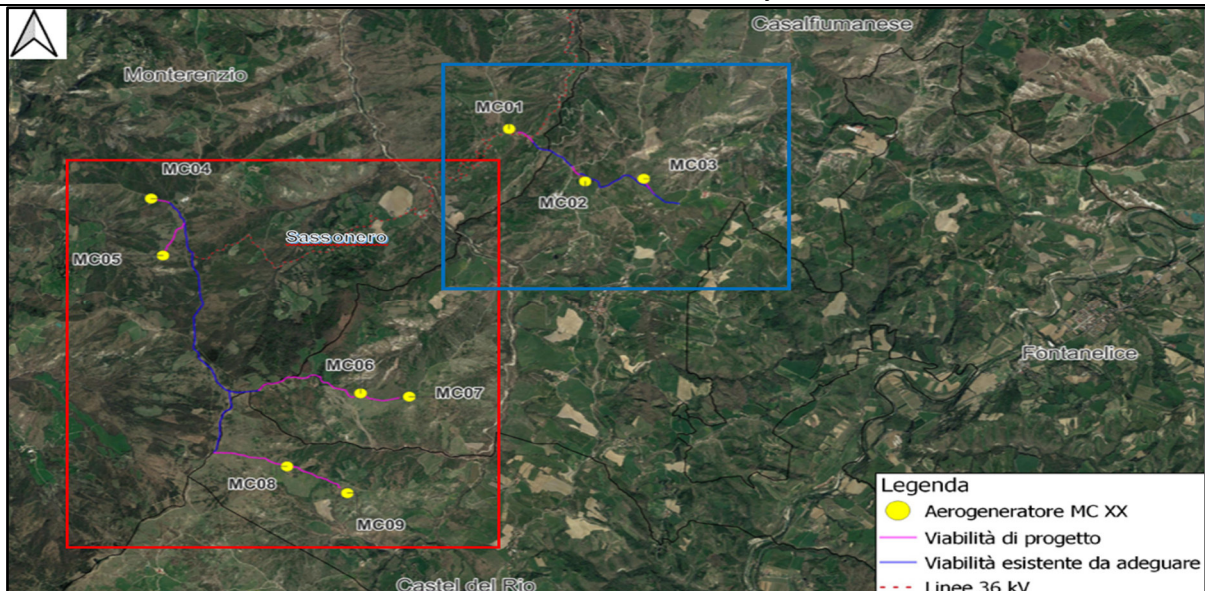 Casalfiumanese
Monterenzio
MC01
MC03
MC04
MC02
Sassonero
MC05
Fontanelice
MC06
MC07
MC08
MC09
Castel del Rio
Legenda
Aerogeneratore MC XX
Viabilità di progetto
Viabilità esistente da adeguare
Linee 36 kV